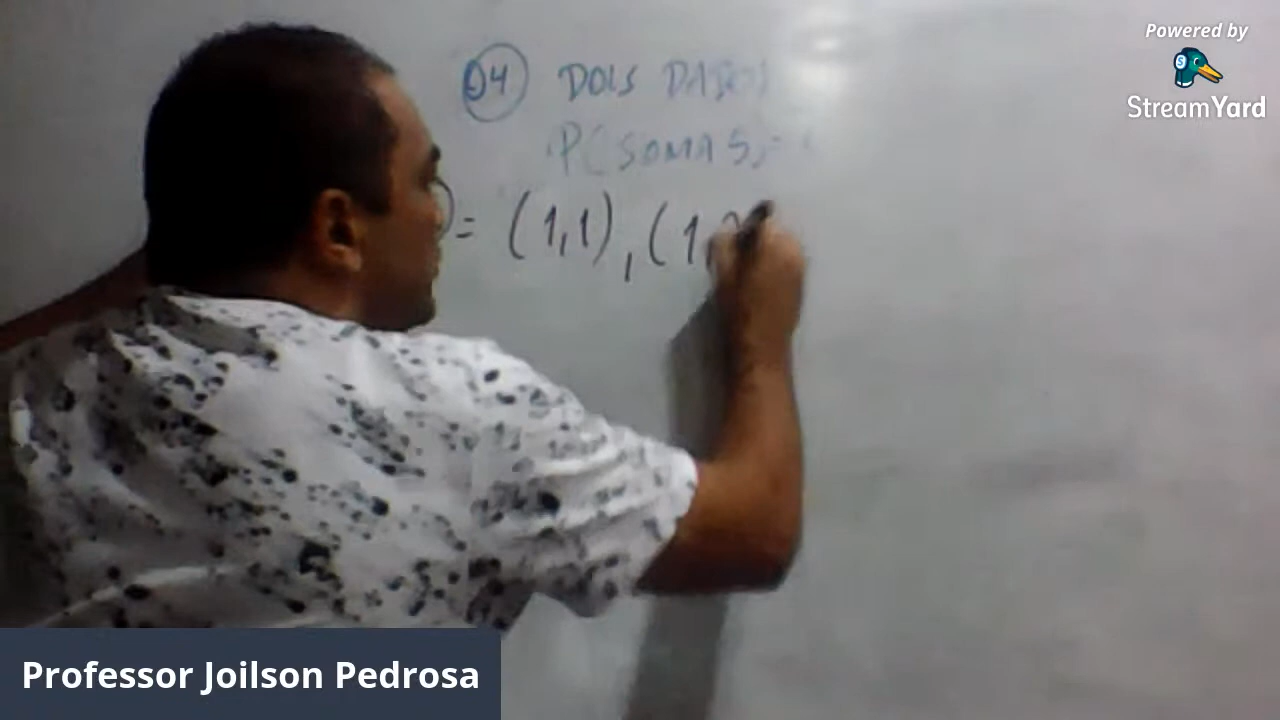 Powered by
StreamYard
04 DOIS DADOS
P(SOMA 5) =
= (1,1), (1,
Professor Joilson Pedrosa